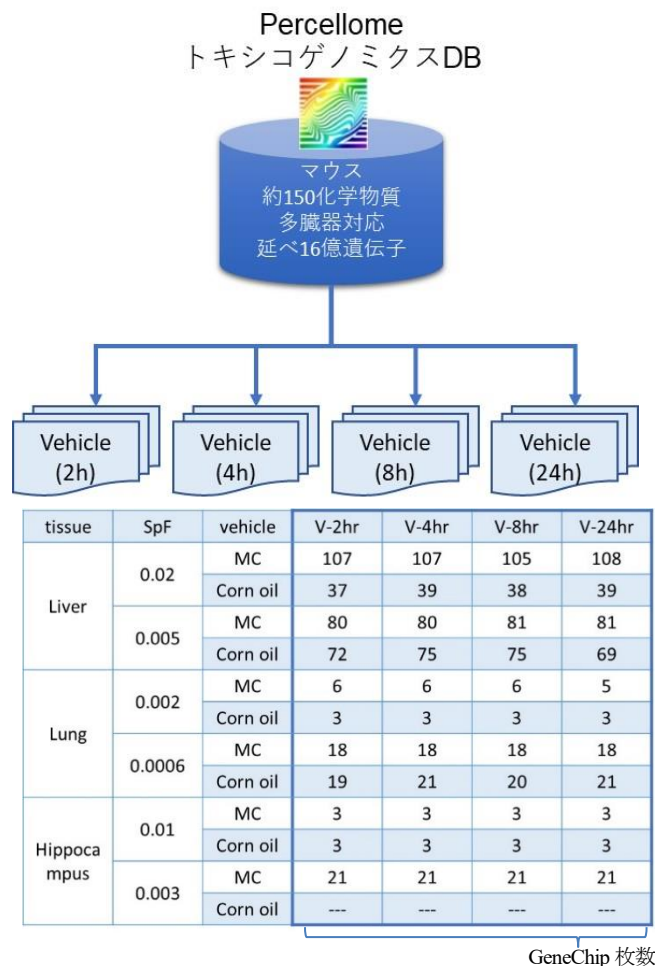 Percellome
トキシコゲノミクスDB
マウス
約150化学物質
多臓器対応
延べ16億遺伝子
Vehicle (2h)
Vehicle (4h)
Vehicle (8h)
Vehicle (24h)
tissue SpF vehicle V-2hr V-4hr V-8hr V-24hr
Liver 0.02 MC 107 107 105 108
Corn oil 37 39 38 39
0.005 MC 80 80 81 81
Corn oil 72 75 75 69
Lung 0.002 MC 6 6 6 5
Corn oil 3 3 3 3
0.0006 MC 18 18 18 18
Corn oil 19 21 20 21
Hippoca
mpus 0.01 MC 3 3 3 3
Corn oil 3 3 3 3
0.003 MC 21 21 21 21
Corn oil --- --- --- ---
GeneChip 枚数